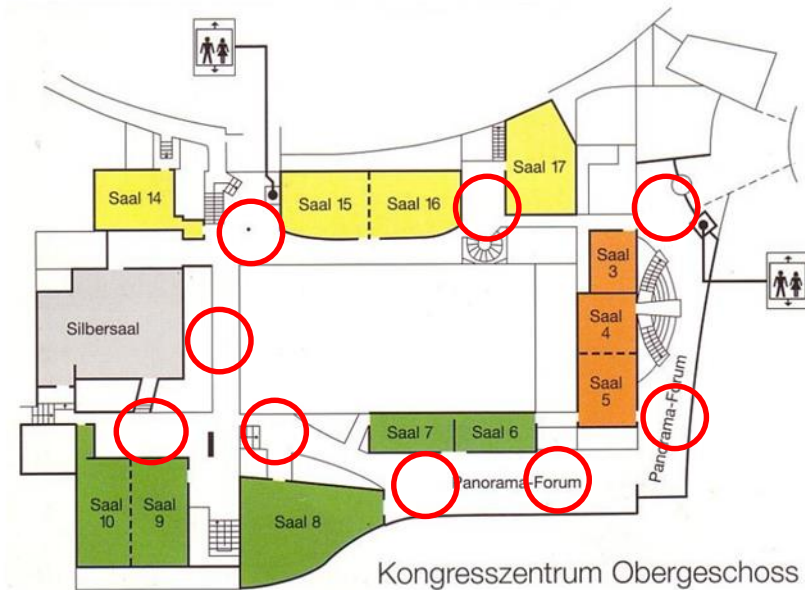 Saal 17
Saal 14
Saal 15
Saal 16
Saal
3
Silbersaal
Saal
4
Saal
5
Panorama-Forum
Saal 7
Saal 6
Panorama-Forum
Saal
10
Saal
9
Saal 8
Kongresszentrum Obergeschoss